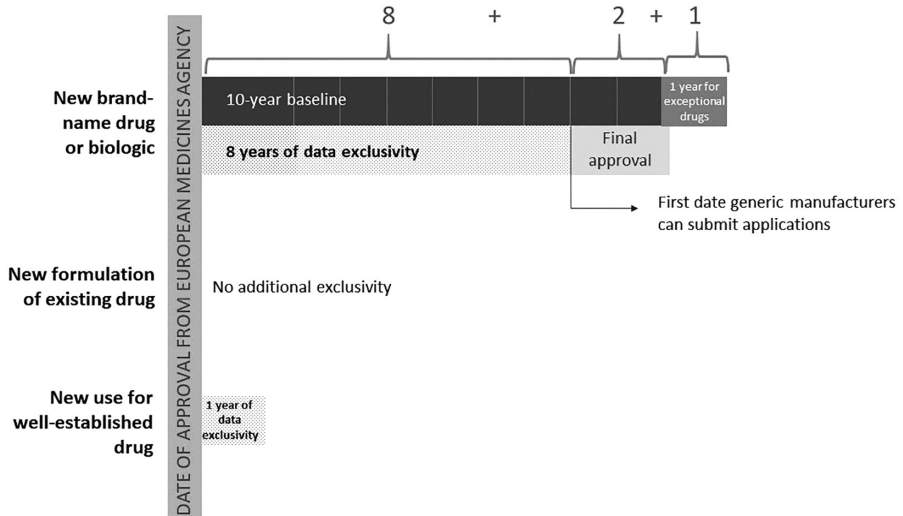 8 + 2 + 1
DATE OF APPROVAL FROM EUROPEAN MEDICINES AGENCY
New brand-
name drug
or biologic
10-year baseline
1 year for
exceptional
drugs
8 years of data exclusivity
Final
approval
First date generic manufacturers
can submit applications
New formulation
of existing drug
No additional exclusivity
New use for
well-established
drug
1 year of
data
exclusivity